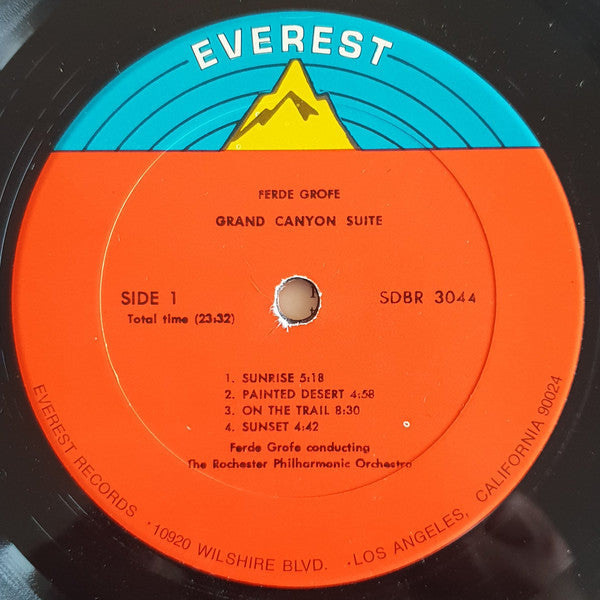 EVEREST
FERDE GROFE
GRAND CANYON SUITE
SIDE 1
SDBR 3044
Total time (23:32)
1. SUNRISE 5:18
2. PAINTED DESERT 4:58
3. ON THE TRAIL 8:30
4. SUNSET 4:42
Ferde Grofe conducting
The Rochester Philharmonic Orchestra
EVEREST RECORDS · 10920 WILSHIRE BLVD. · LOS ANGELES, CALIFORNIA 90024